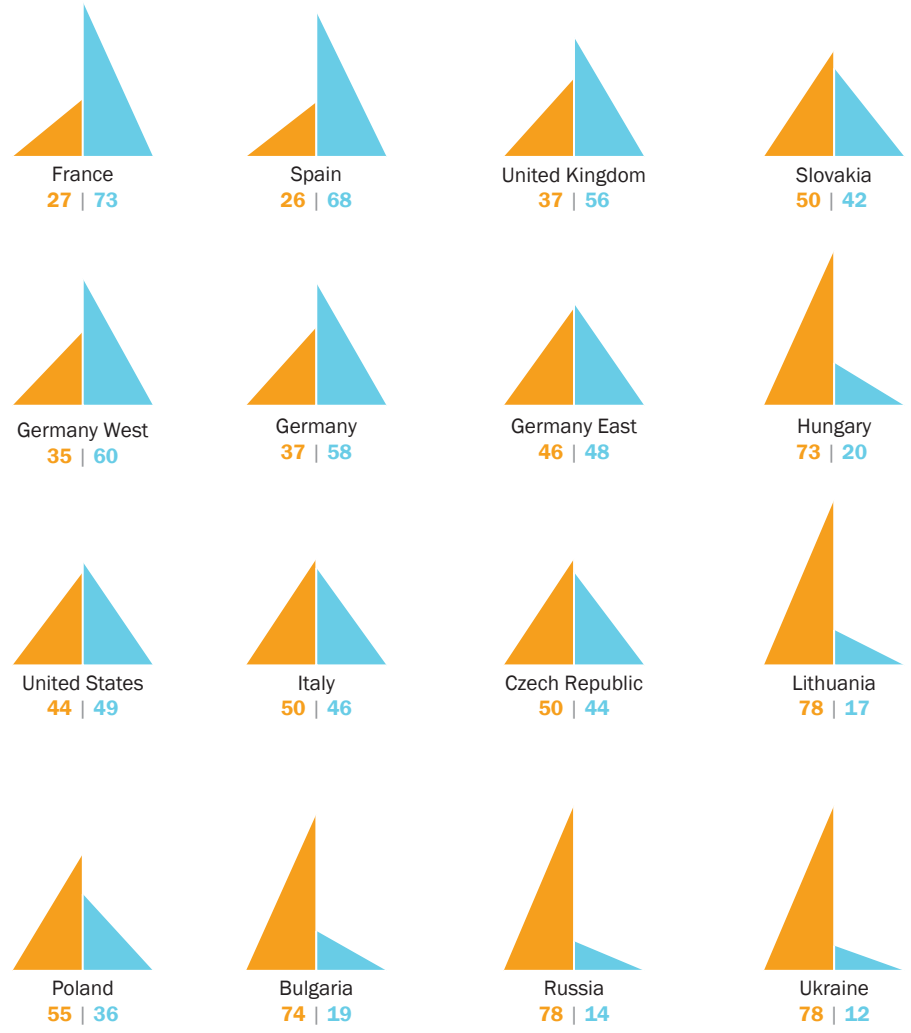 France
27 | 73
Spain
26 | 68
United Kingdom
37 | 56
Slovakia
50 | 42
Germany West
35 | 60
Germany
37 | 58
Germany East
46 | 48
Hungary
73 | 20
United States
44 | 49
Italy
50 | 46
Czech Republic
50 | 44
Lithuania
78 | 17
Poland
55 | 36
Bulgaria
74 | 19
Russia
78 | 14
Ukraine
78 | 12